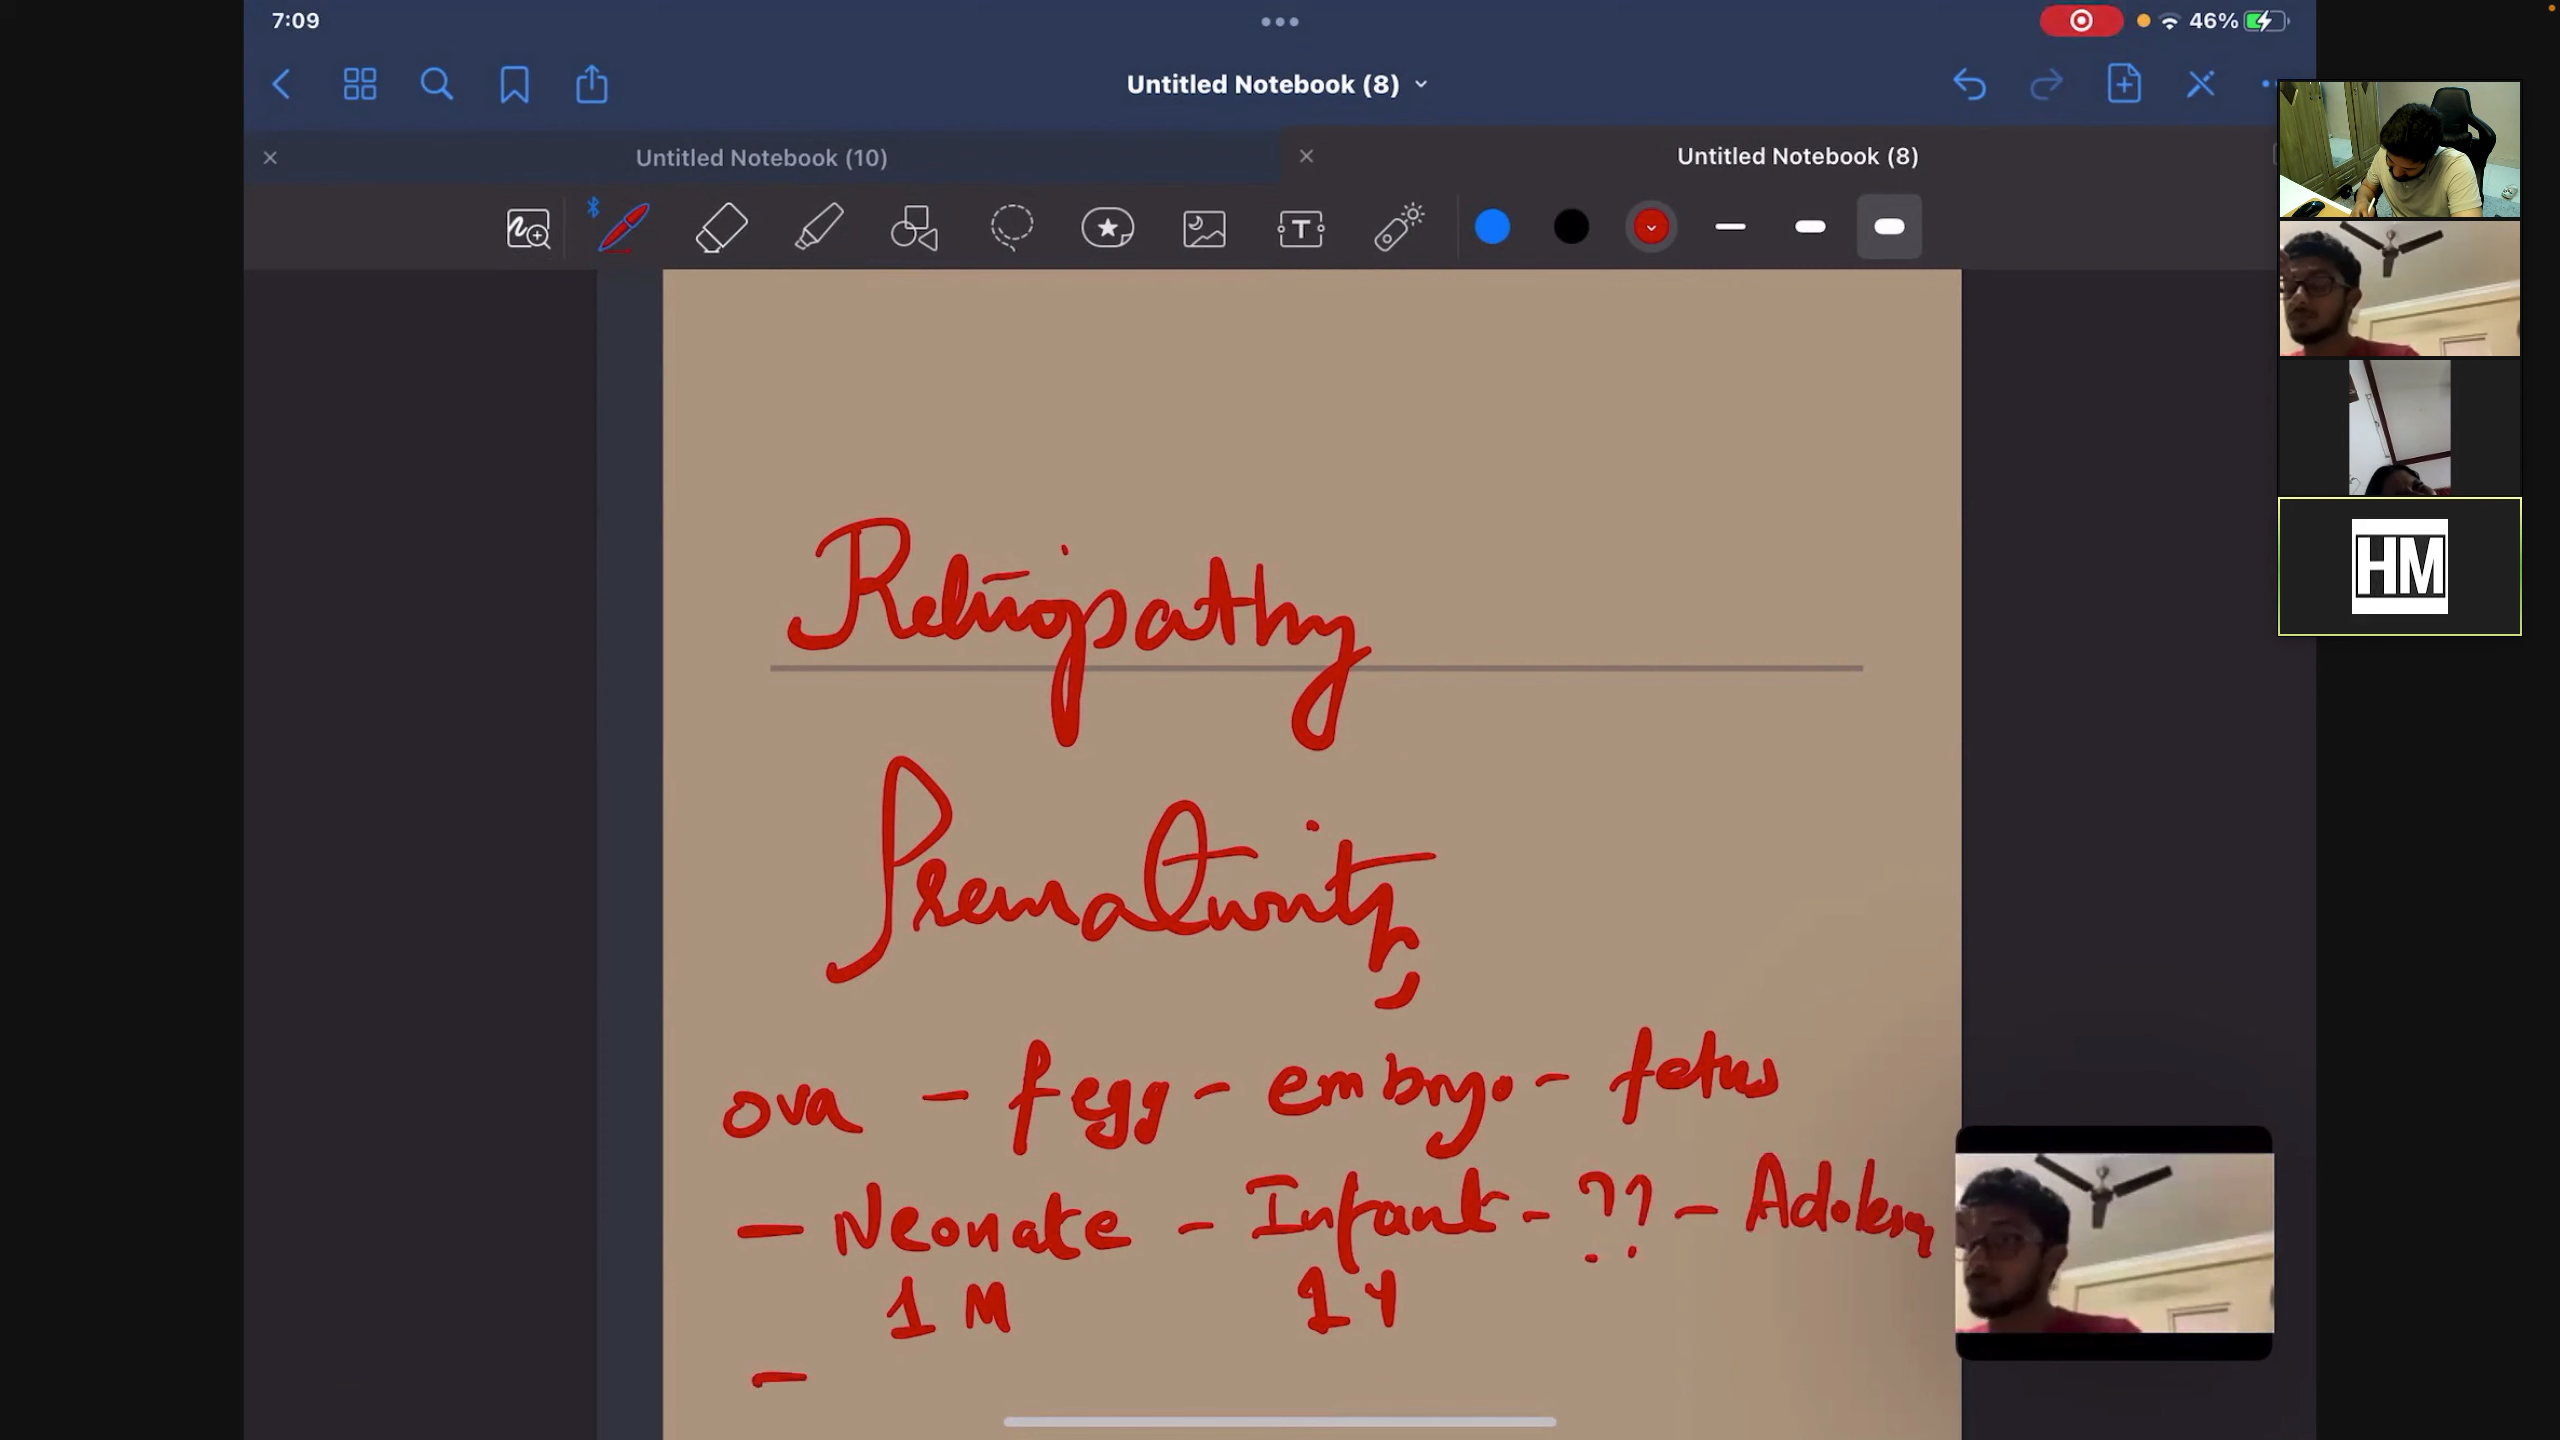 7:09
46%
Untitled Notebook (8)
Untitled Notebook (10)
Untitled Notebook (8)
HM
Retinopathy
Prematurity
ova - f egg - embryo - fetus
- Neonate - Infant - ?? -
1 M 1 Y
-